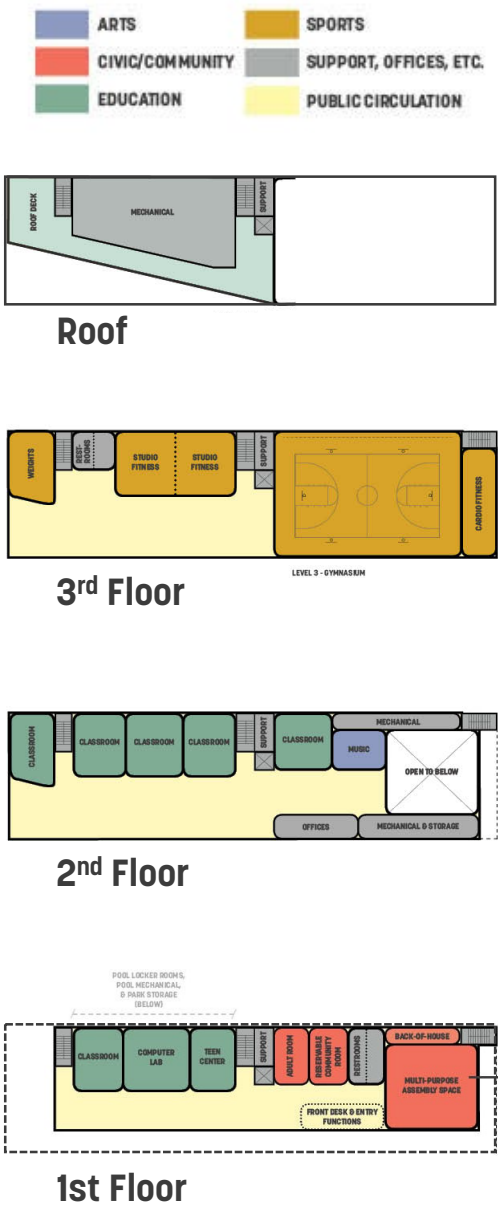 ARTS
SPORTS
CIVIC/COMMUNITY
SUPPORT, OFFICES, ETC.
EDUCATION
PUBLIC CIRCULATION
ROOF DECK
MECHANICAL
SUPPORT
Roof
WEIGHTS
REST-
ROOMS
STUDIO
FITNESS
STUDIO
FITNESS
SUPPORT
CARDIO FITNESS
LEVEL 3 - GYMNASIUM
3rd Floor
CLASSROOM
CLASSROOM
CLASSROOM
CLASSROOM
SUPPORT
CLASSROOM
MUSIC
MECHANICAL
OPEN TO BELOW
OFFICES
MECHANICAL & STORAGE
2nd Floor
POOL LOCKED ROOMS,
POOL MECHANICAL,
& PARK STORAGE
(BELOW)
CLASSROOM
COMPUTER
LAB
TEEN
CENTER
SUPPORT
ADULT ROOM
RESERVABLE
COMMUNITY
ROOM
RESTROOMS
BACK-OF-HOUSE
MULTI-PURPOSE
ASSEMBLY SPACE
FRONT DESK & ENTRY
FUNCTIONS
1st Floor